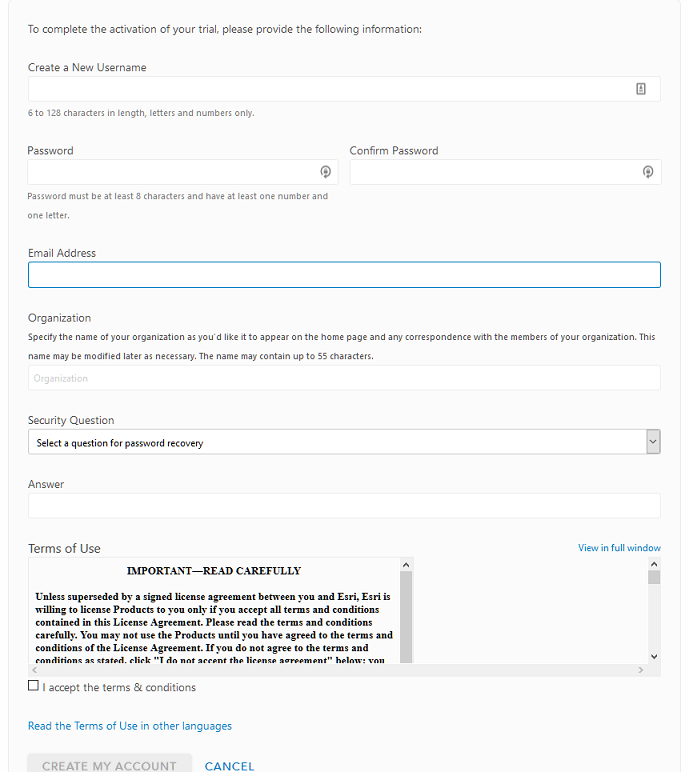 To complete the activation of your trial, please provide the following information:
Create a New Username
6 to 128 characters in length, letters and numbers only.
Password
Confirm Password
Password must be at least 8 characters and have at least one number and
one letter.
Email Address
Organization
Specify the name of your organization as you'd like it to appear on the home page and any correspondence with the members of your organization. This
name may be modified later as necessary. The name may contain up to 55 characters.
Organization
Security Question
Select a question for password recovery
Answer
Terms of Use
View in full window
IMPORTANT—READ CAREFULLY
Unless superseded by a signed license agreement between you and Esri, Esri is
willing to license Products to you only if you accept all terms and conditions
contained in this License Agreement. Please read the terms and conditions
carefully. You may not use the Products until you have agreed to the terms and
conditions of the License Agreement. If you do not agree to the terms and
conditions as stated, click "I do not accept the license agreement" below; you
I accept the terms & conditions
Read the Terms of Use in other languages
CREATE MY ACCOUNT
CANCEL